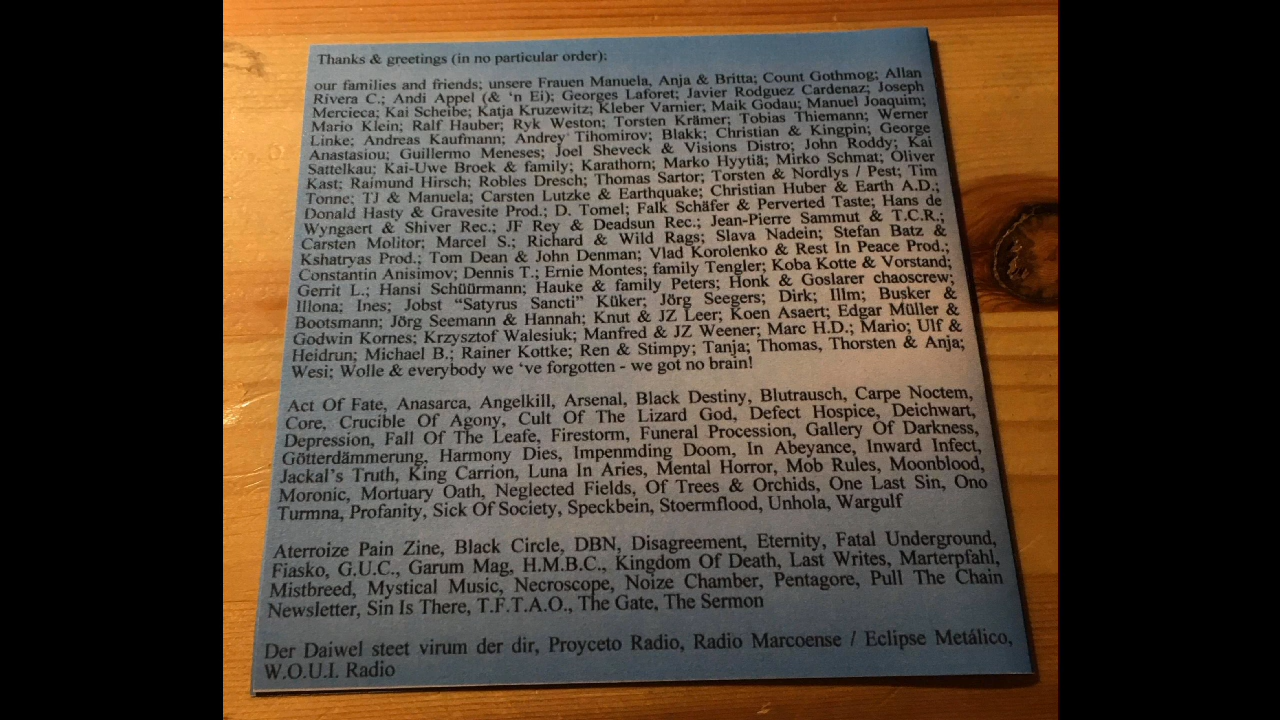 Thanks & greetings (in no particular order):
our families and friends; unsere Frauen Manuela, Anja & Britta; Count Gothmog; Allan
Rivera C.; Andi Appel (& ‘n Ei); Georges Laforet; Javier Rodguez Cardenaz; Joseph
Mercieca; Kai Scheibe; Katja Kruzewitz; Kleber Varnier, Maik Godau; Manuel Joaquim;
Mario Klein; Ralf Hauber; Ryk Weston; Torsten Krämer; Tobias Thiemann; Werner
Linke; Andreas Kaufmann; Andrey Tihomirov; Blakk; Christian & Kingpin; George
Anastasiou; Guillermo Meneses; Joel Sheveck & Visions Distro; John Roddy; Kai
Sattelkau; Kai-Uwe Broek & family; Karathorn; Marko Hyytiä; Mirko Schmat; Oliver
Kast; Raimund Hirsch; Robles Dresch; Thomas Sartor; Torsten & Nordlys / Pest; Tim
Tonne; TJ & Manuela; Carsten Lutzke & Earthquake; Christian Huber & Earth A.D.;
Donald Hasty & Gravesite Prod.; D. Tomel; Falk Schäfer & Perverted Taste; Hans de
Wyngaert & Shiver Rec.; JF Rey & Deadsun Rec.; Jean-Pierre Sammut & T.C.R.;
Carsten Molitor; Marcel S.; Richard & Wild Rags; Slava Nadein; Stefan Batz &
Kshatryas Prod.; Tom Dean & John Denman; Vlad Korolenko & Rest In Peace Prod.;
Constantin Anisimov; Dennis T.; Ernie Montes; family Tengler; Koba Kotte & Vorstand;
Gerrit L.; Hansi Schüürmann; Hauke & family Peters; Honk & Goslarer chaoscrew;
Illona; Ines; Jobst “Satyrus Sancti” Küker; Jörg Seegers; Dirk; Illm; Busker &
Bootsmann; Jörg Seemann & Hannah; Knut & JZ Leer; Koen Asaert; Edgar Müller &
Godwin Kornes; Krzysztof Walesiuk; Manfred & JZ Weener; Marc H.D.; Mario; Ulf &
Heidrun; Michael B.; Rainer Kottke; Ren & Stimpy; Tanja; Thomas, Thorsten & Anja;
Wesi; Wolle & everybody we ‘ve forgotten - we got no brain!
Act Of Fate, Anasarca, Angelkill, Arsenal, Black Destiny, Blutrausch, Carpe Noctem,
Core, Crucible Of Agony, Cult Of The Lizard God, Defect Hospice, Deichwart,
Depression, Fall Of The Leafe, Firestorm, Funeral Procession, Gallery Of Darkness,
Götterdämmerung, Harmony Dies, Impenmding Doom, In Abeyance, Inward Infect,
Jackal’s Truth, King Carrion, Luna In Aries, Mental Horror, Mob Rules, Moonblood,
Moronic, Mortuary Oath, Neglected Fields, Of Trees & Orchids, One Last Sin, Ono
Turmna, Profanity, Sick Of Society, Speckbein, Stoermflood, Unhola, Wargulf
Aterroize Pain Zine, Black Circle, DBN, Disagreement, Eternity, Fatal Underground,
Fiasko, G.U.C., Garum Mag, H.M.B.C., Kingdom Of Death, Last Writes, Marterpfahl,
Mistbreed, Mystical Music, Necroscope, Noize Chamber, Pentagore, Pull The Chain
Newsletter, Sin Is There, T.F.T.A.O., The Gate, The Sermon
Der Daiwel steet virum der dir, Proyceto Radio, Radio Marcoense / Eclipse Metálico,
W.O.U.I. Radio